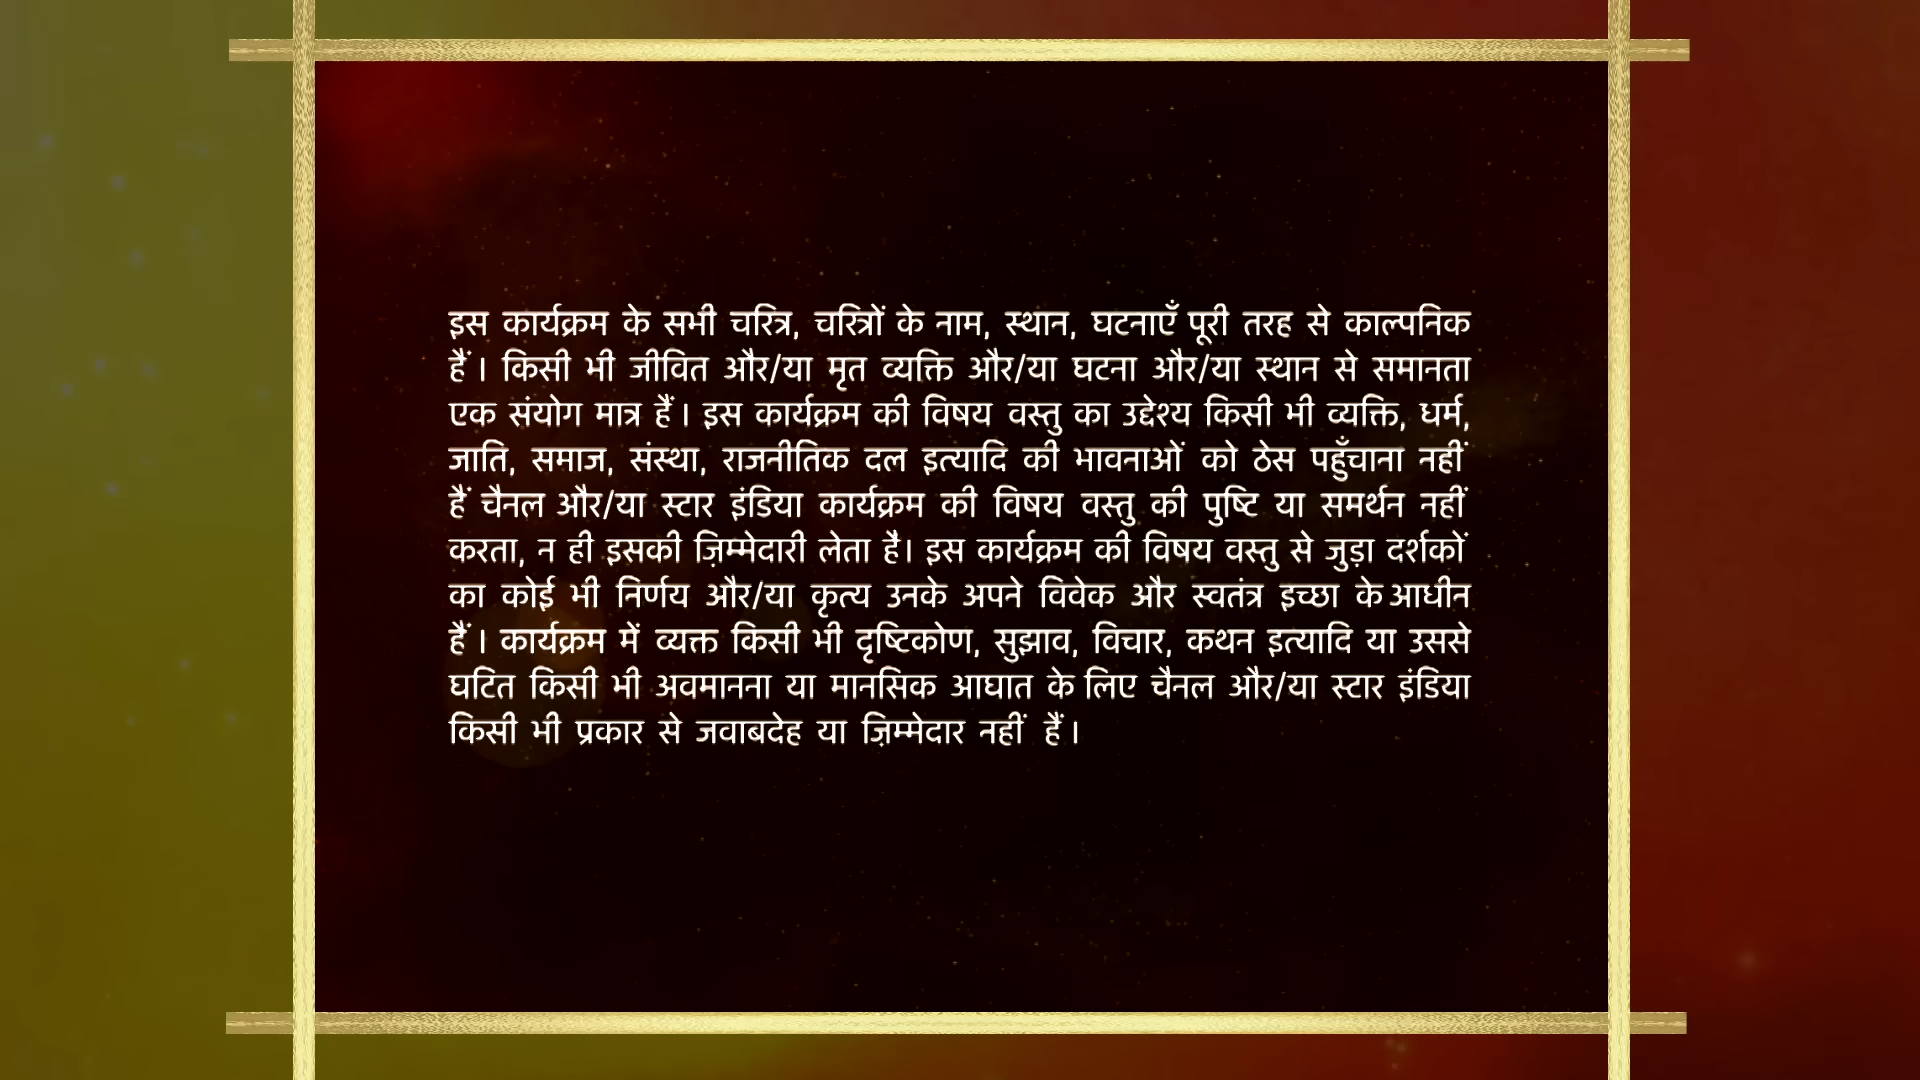 इस कार्यक्रम के सभी चरित्र, चरित्रों के नाम, स्थान, घटनाएँ पूरी तरह से काल्पनिक
हैं । किसी भी जीवित और/या मृत व्यक्ति और/या घटना और/या स्थान से समानता
एक संयोग मात्र हैं । इस कार्यक्रम की विषय वस्तु का उद्देश्य किसी भी व्यक्ति, धर्म,
जाति, समाज, संस्था, राजनीतिक दल इत्यादि की भावनाओं को ठेस पहुँचाना नहीं
हैं चैनल और/या स्टार इंडिया कार्यक्रम की विषय वस्तु की पुष्टि या समर्थन नहीं
करता, न ही इसकी ज़िम्मेदारी लेता है। इस कार्यक्रम की विषय वस्तु से जुड़ा दर्शकों
का कोई भी निर्णय और/या कृत्य उनके अपने विवेक और स्वतंत्र इच्छा के आधीन
हैं । कार्यक्रम में व्यक्त किसी भी दृष्टिकोण, सुझाव, विचार, कथन इत्यादि या उससे
घटित किसी भी अवमानना या मानसिक आघात के लिए चैनल और/या स्टार इंडिया
किसी भी प्रकार से जवाबदेह या ज़िम्मेदार नहीं हैं ।